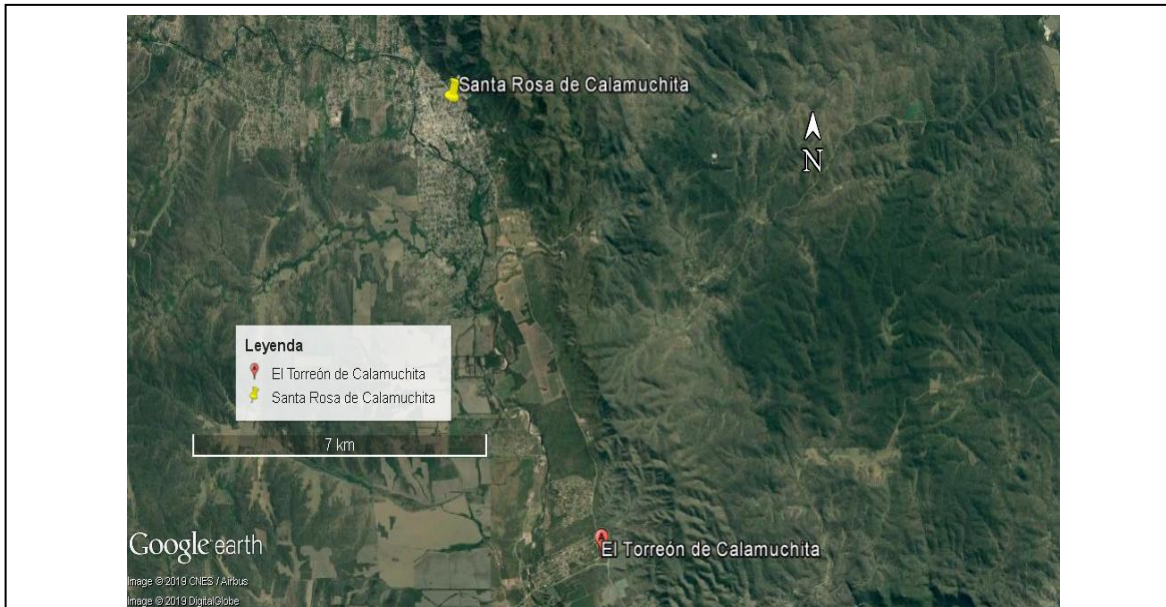 Santa Rosa de Calamuchita
N
Leyenda
El Torreón de Calamuchita
Santa Rosa de Calamuchita
7 km
El Torreón de Calamuchita
Google earth
Image © 2019 CNES / Airbus
Image © 2019 DigitalGlobe